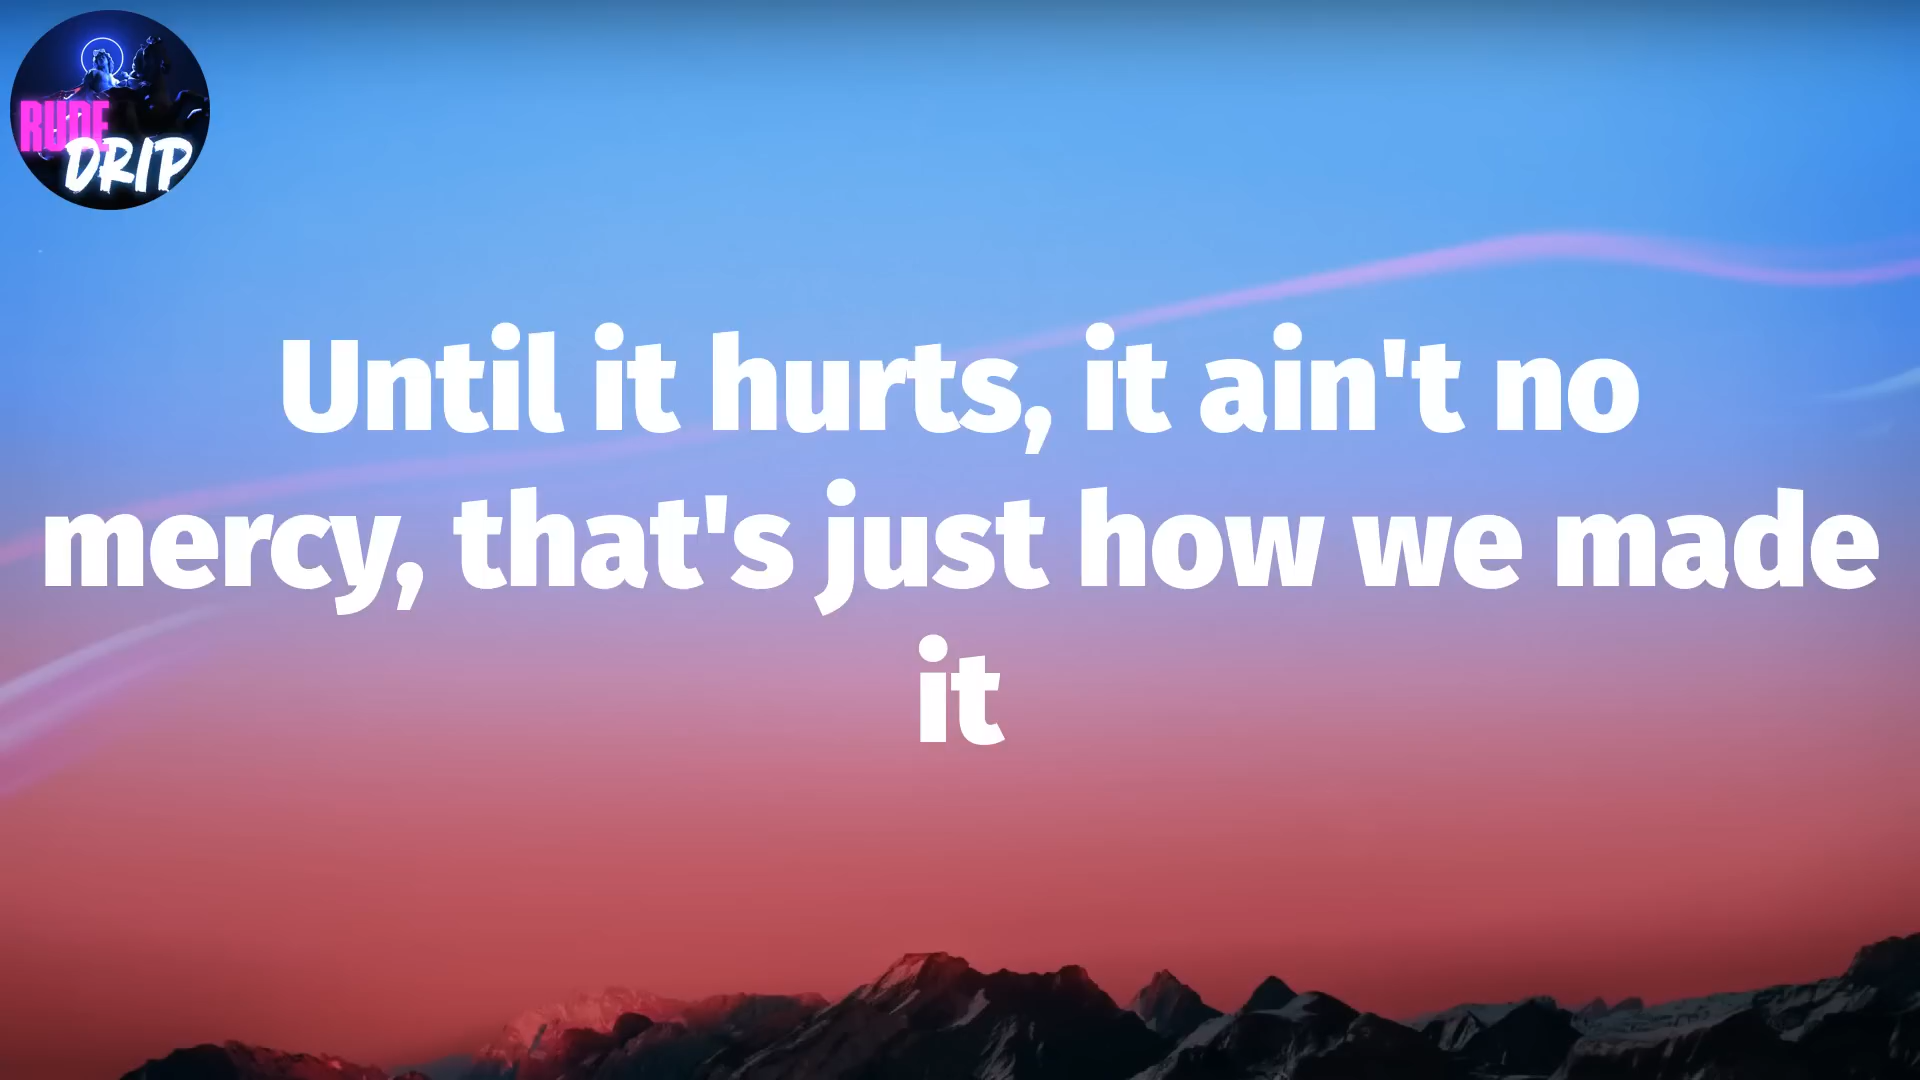 RUDE
DRIP
Until it hurts, it ain't no
mercy, that's just how we made
it